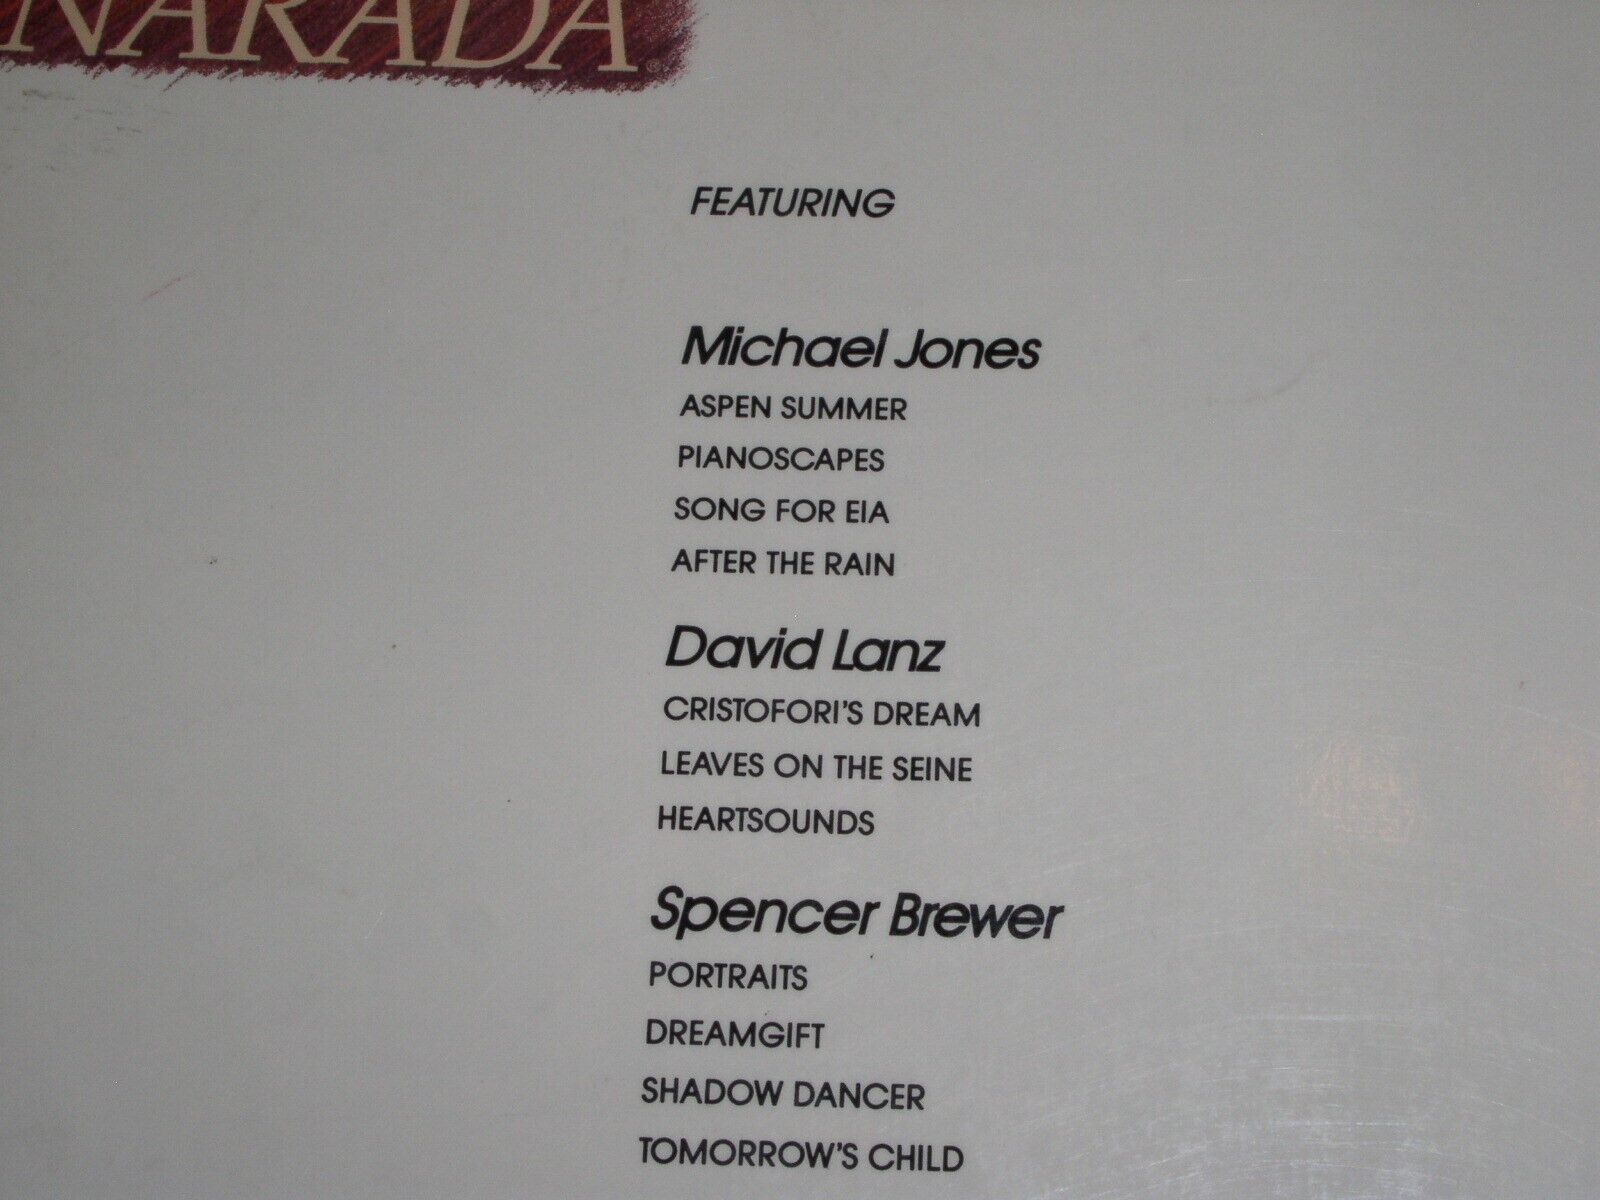 NARADA®
FEATURING
Michael Jones
ASPEN SUMMER
PIANOSCAPES
SONG FOR EIA
AFTER THE RAIN
David Lanz
CRISTOFORI'S DREAM
LEAVES ON THE SEINE
HEARTSOUNDS
Spencer Brewer
PORTRAITS
DREAMGIFT
SHADOW DANCER
TOMORROW'S CHILD